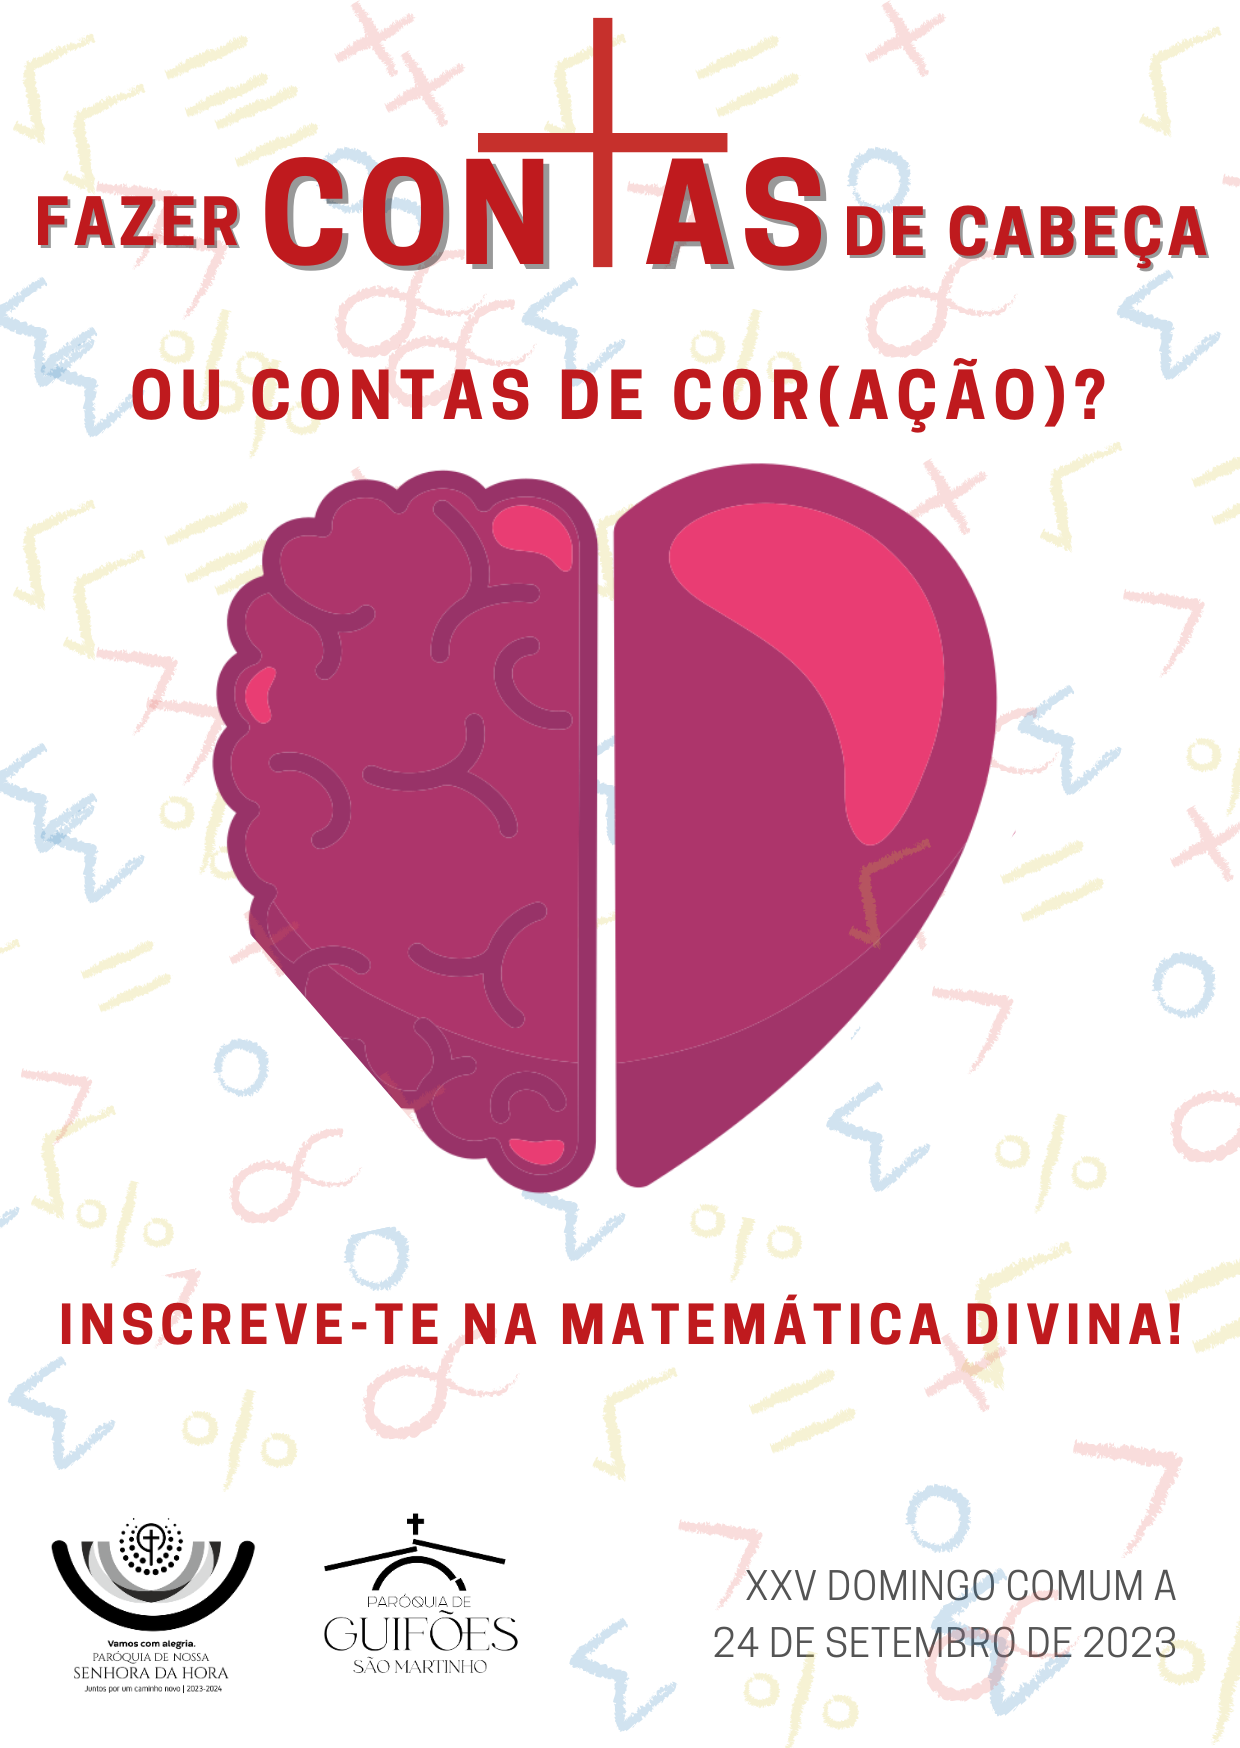 FAZER CONTAS DE CABEÇA
OU CONTAS DE COR(AÇÃO)?
INSCREVE-TE NA MATEMÁTICA DIVINA!
Vamos com alegria.
PARÓQUIA DE NOSSA
SENHORA DA HORA
Juntos por um caminho novo | 2023-2024
PARÓQUIA DE
GUIFÕES
SÃO MARTINHO
XXV DOMINGO COMUM A
24 DE SETEMBRO DE 2023